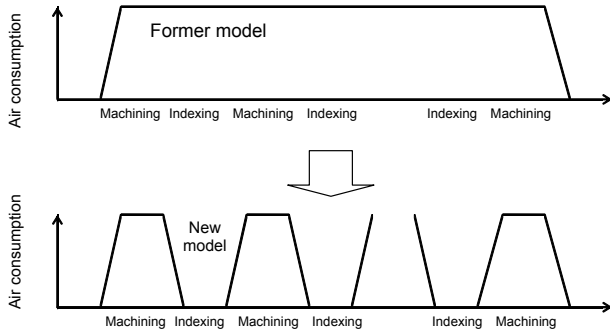 Air consumption
Former model
Machining Indexing Machining Indexing Indexing Machining
Air consumption
New
model
Machining Indexing Machining Indexing Indexing Machining